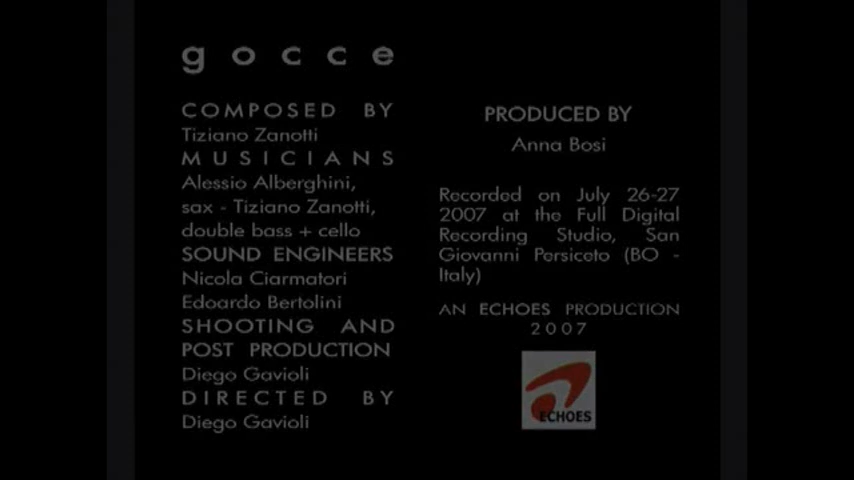 gocce
COMPOSED BY
Tiziano Zanotti
MUSICIANS
Alessio Alberghini,
sax - Tiziano Zanotti,
double bass + cello
SOUND ENGINEERS
Nicola Ciarmatori
Edoardo Bertolini
SHOOTING AND
POST PRODUCTION
Diego Gavioli
DIRECTED BY
Diego Gavioli
PRODUCED BY
Anna Bosi
Recorded on July 26-27
2007 at the Full Digital
Recording Studio, San
Giovanni Persiceto (BO -
Italy)
AN ECHOES PRODUCTION
2007
ECHOES